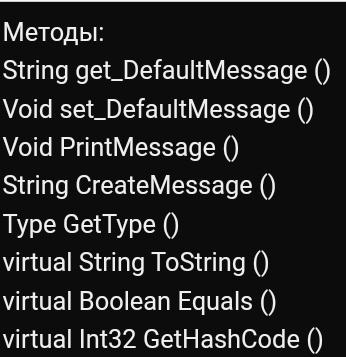 Методы:
String get_DefaultMessage ()
Void set_DefaultMessage ()
Void PrintMessage ()
String CreateMessage ()
Type GetType ()
virtual String ToString ()
virtual Boolean Equals ()
virtual Int32 GetHashCode ()